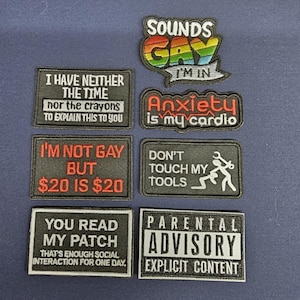 SOUNDS
GAY
I'M IN
I HAVE NEITHER
THE TIME
nor the crayons
TO EXPLAIN THIS TO YOU
Anxiety
is my cardio
I'M NOT GAY
BUT
$20 IS $20
DON'T
TOUCH MY
TOOLS
YOU READ
MY PATCH
THAT'S ENOUGH SOCIAL
INTERACTION FOR ONE DAY.
PARENTAL
ADVISORY
EXPLICIT CONTENT